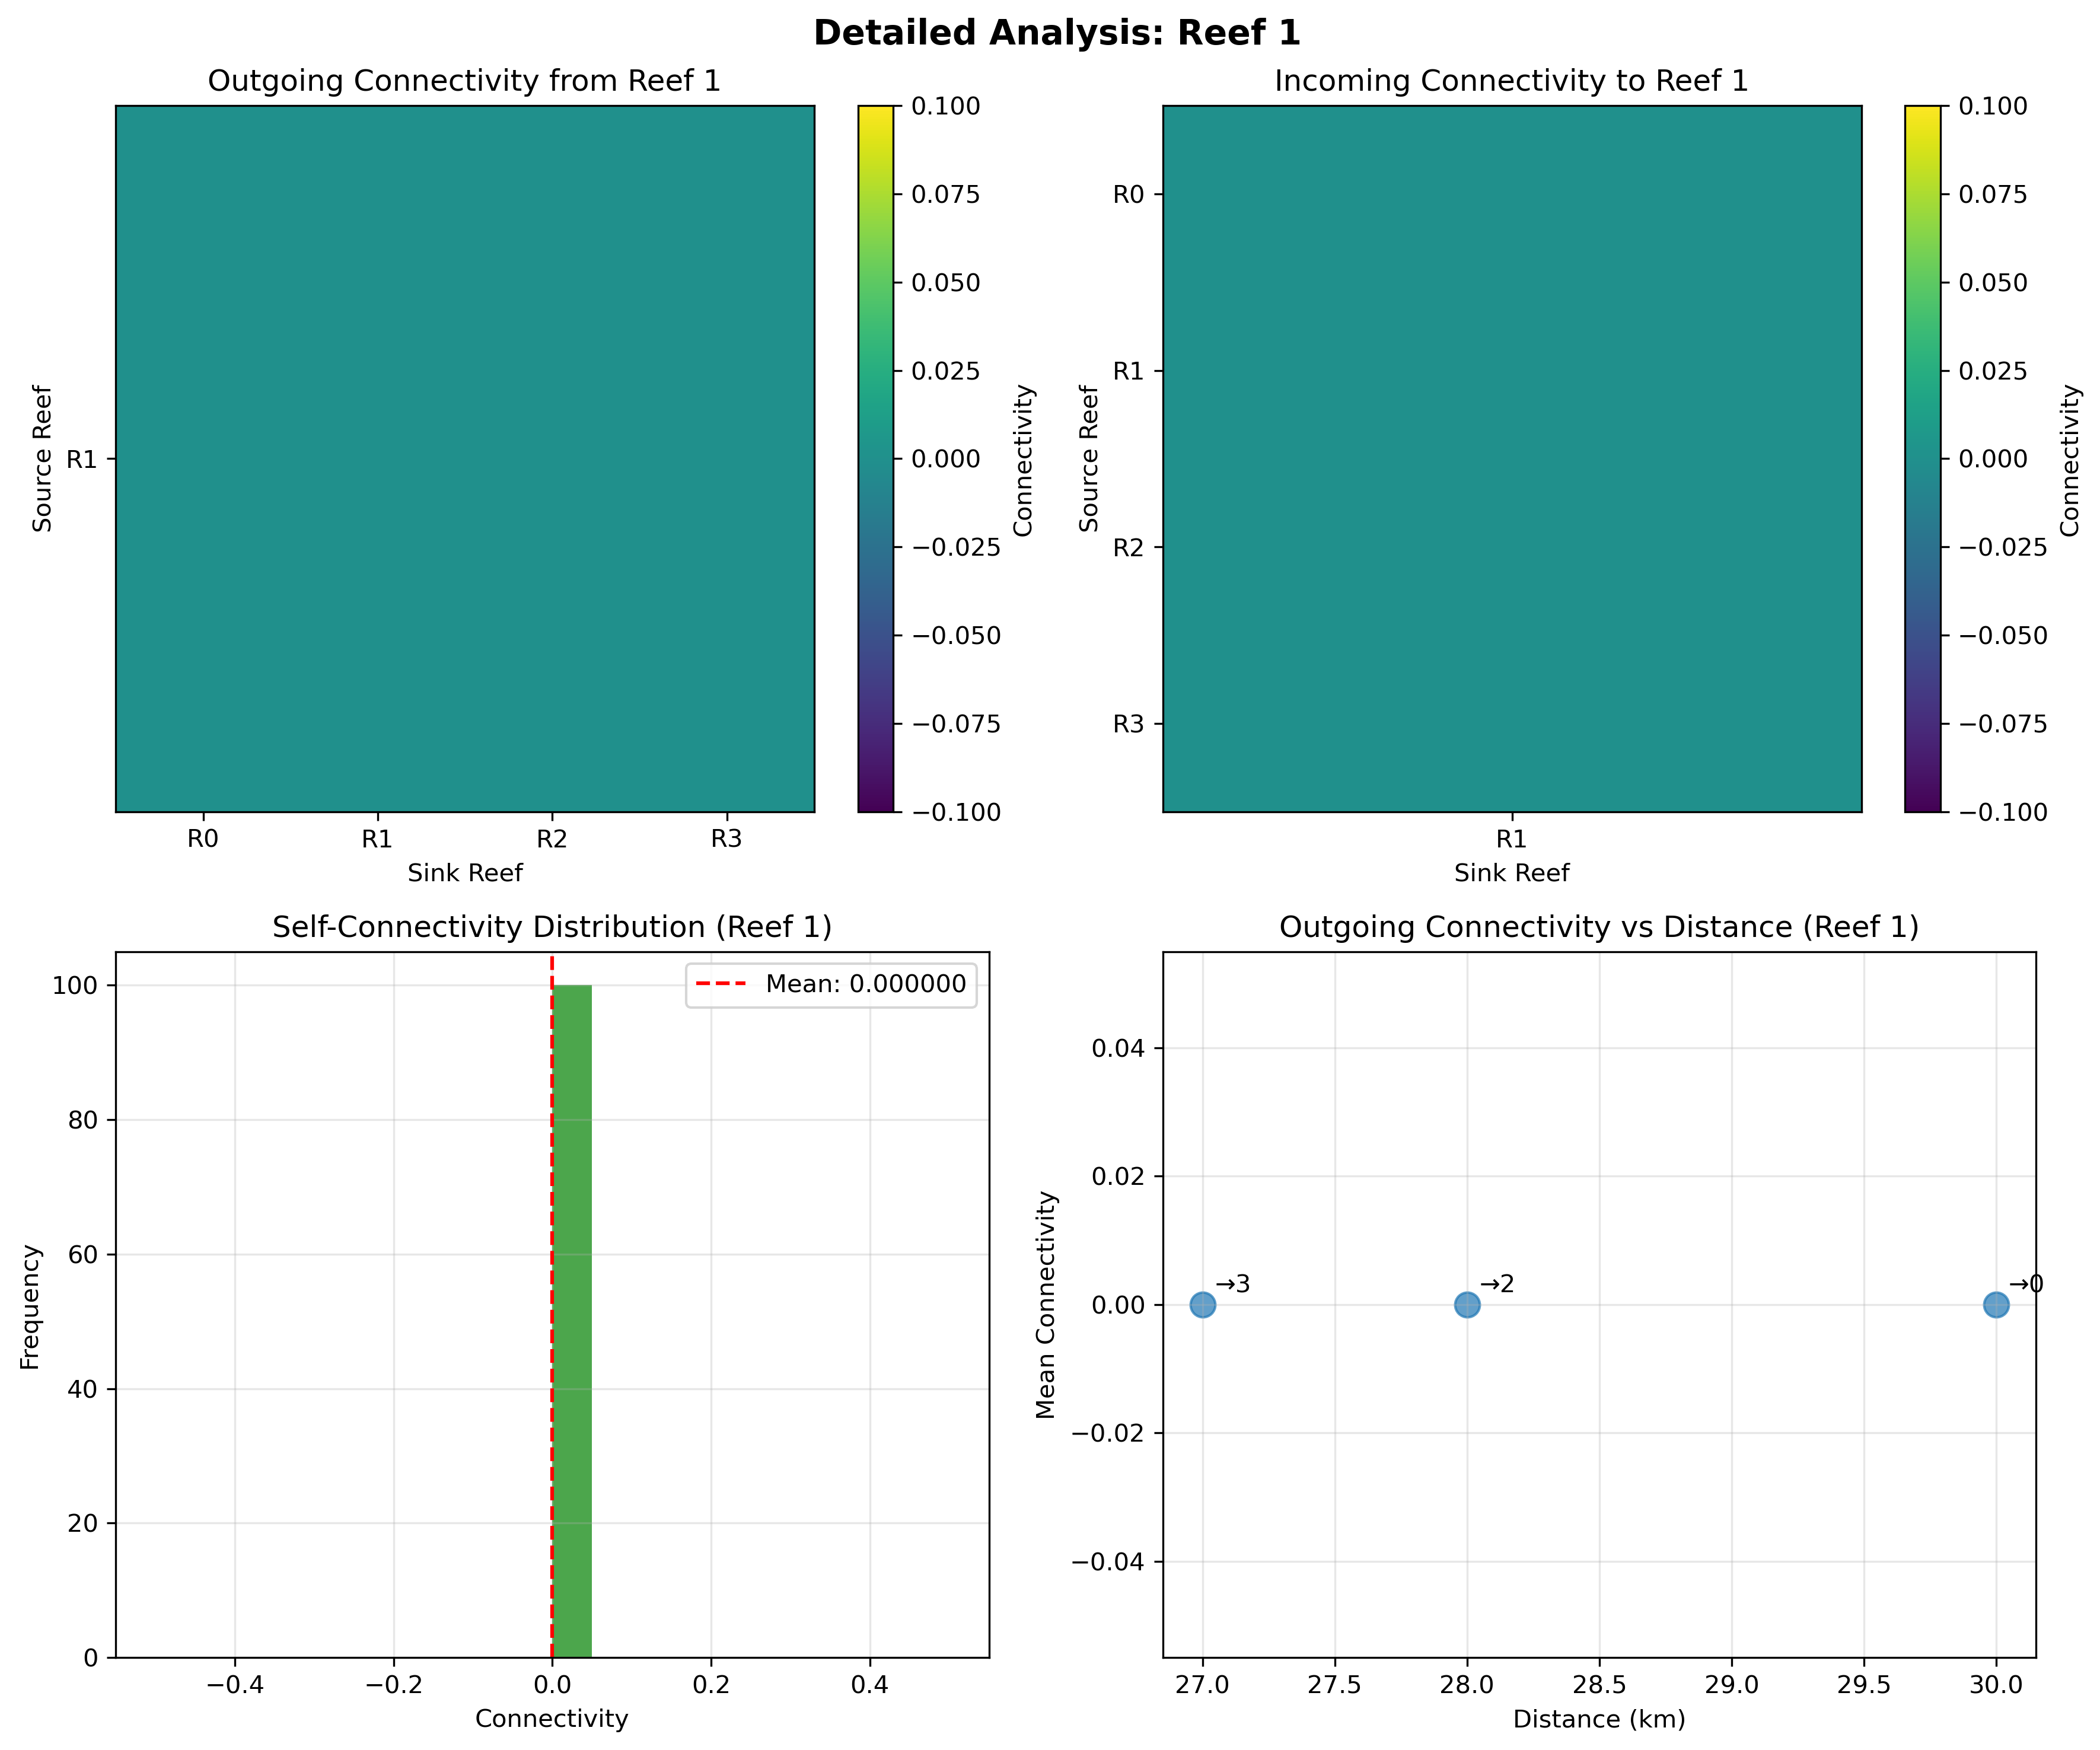 Detailed Analysis: Reef 1
Outgoing Connectivity from Reef 1
Source Reef
R1
R0 R1 R2 R3
Sink Reef
0.100
0.075
0.050
0.025
0.000
−0.025
−0.050
−0.075
−0.100
Connectivity
Incoming Connectivity to Reef 1
Source Reef
R0
R1
R2
R3
R1
Sink Reef
0.100
0.075
0.050
0.025
0.000
−0.025
−0.050
−0.075
−0.100
Connectivity
Self-Connectivity Distribution (Reef 1)
Mean: 0.000000
Frequency
100
80
60
40
20
0
−0.4 −0.2 0.0 0.2 0.4
Connectivity
Outgoing Connectivity vs Distance (Reef 1)
Mean Connectivity
0.04
0.02
0.00
−0.02
−0.04
→3 →2 →0
27.0 27.5 28.0 28.5 29.0 29.5 30.0
Distance (km)